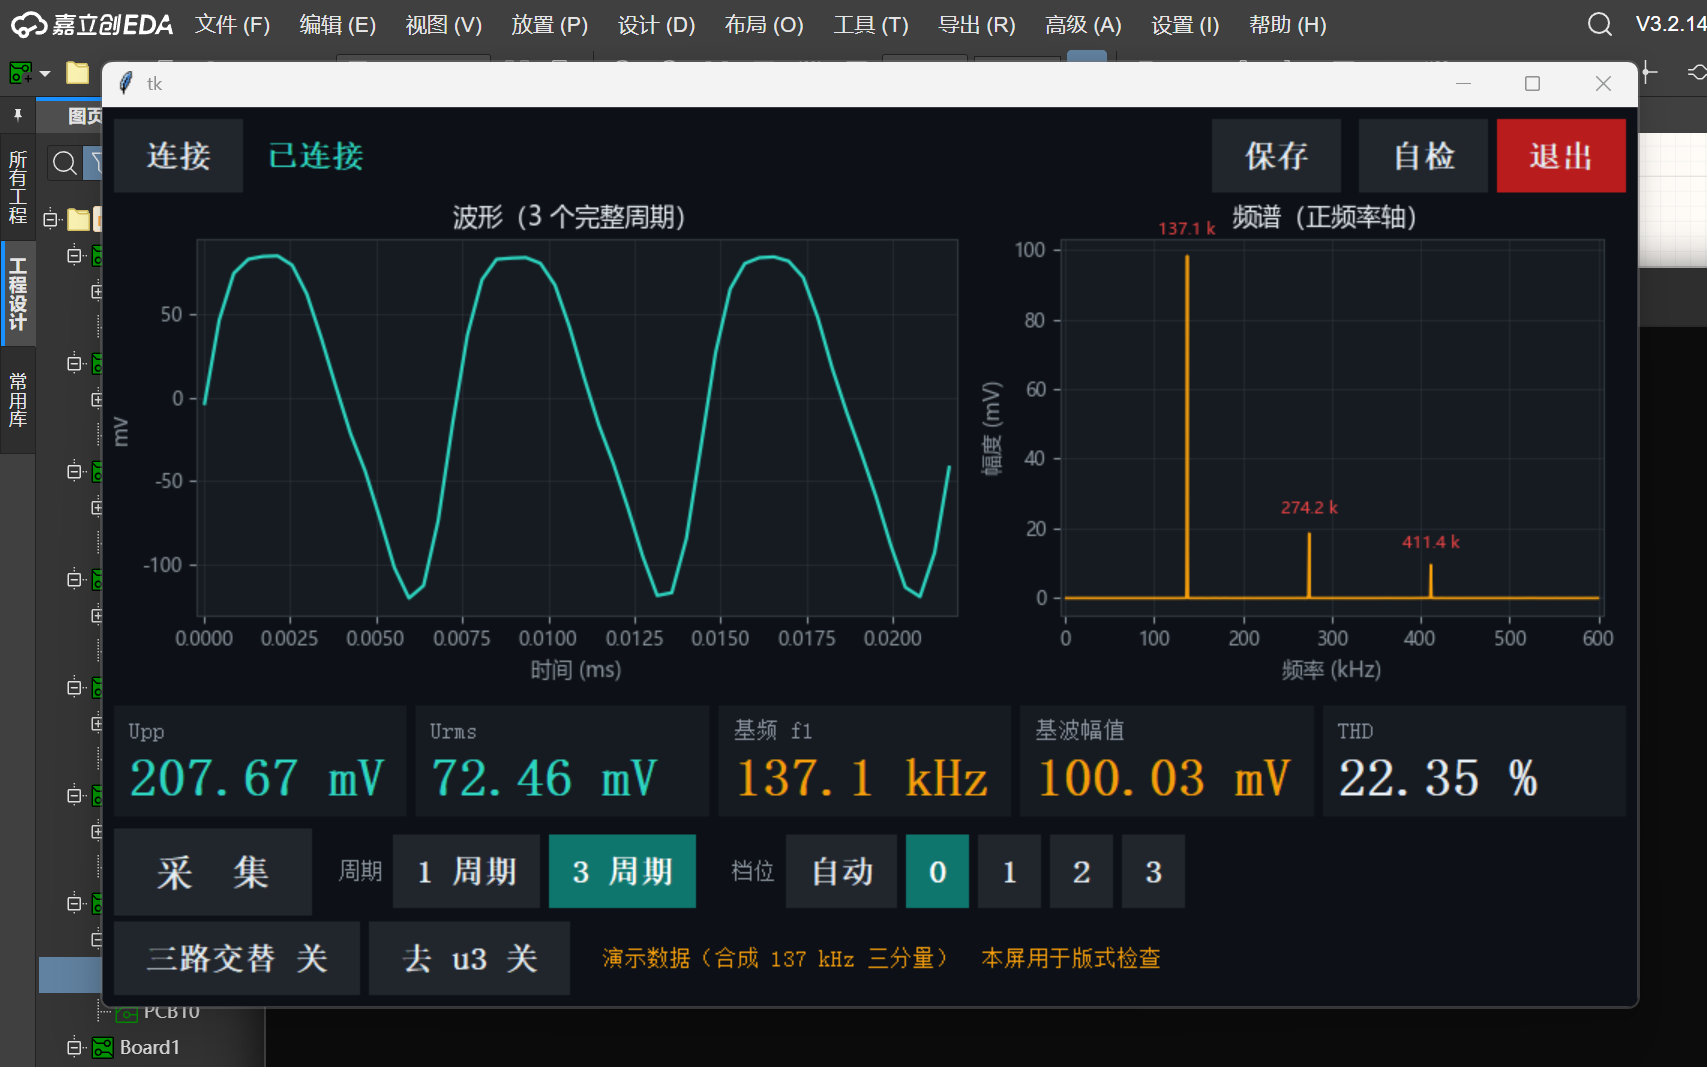 嘉立创EDA 文件 (F) 编辑 (E) 视图 (V) 放置 (P) 设计 (D) 布局 (O) 工具 (T) 导出 (R) 高级 (A) 设置 (I) 帮助 (H) V3.2.14
tk
图页
所有工程
工程设计
常用库
连接 已连接 保存 自检 退出
波形（3 个完整周期）
50
0
-50
-100
mV
0.0000 0.0025 0.0050 0.0075 0.0100 0.0125 0.0150 0.0175 0.0200
时间 (ms)
频谱（正频率轴）
137.1 k
274.2 k
411.4 k
100
80
60
40
20
0
幅度 (mV)
0 100 200 300 400 500 600
频率 (kHz)
Upp
207.67 mV
Urms
72.46 mV
基频 f1
137.1 kHz
基波幅值
100.03 mV
THD
22.35 %
采 集 周期 1 周期 3 周期 档位 自动 0 1 2 3
三路交替 关 去 u3 关 演示数据（合成 137 kHz 三分量） 本屏用于版式检查
PCB10
Board1